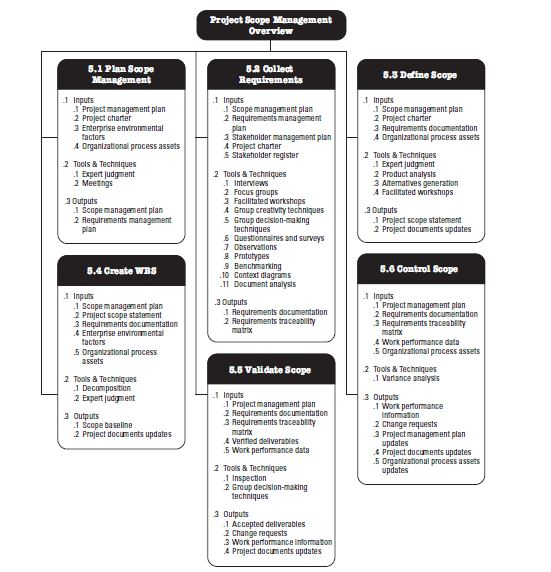 Project Scope Management
Overview
5.1 Plan Scope
Management
.1 Inputs
.1 Project management plan
.2 Project charter
.3 Enterprise environmental
factors
.4 Organizational process assets
.2 Tools & Techniques
.1 Expert judgment
.2 Meetings
.3 Outputs
.1 Scope management plan
.2 Requirements management
plan
5.2 Collect
Requirements
.1 Inputs
.1 Scope management plan
.2 Requirements management
plan
.3 Stakeholder management plan
.4 Project charter
.5 Stakeholder register
.2 Tools & Techniques
.1 Interviews
.2 Focus groups
.3 Facilitated workshops
.4 Group creativity techniques
.5 Group decision-making
techniques
.6 Questionnaires and surveys
.7 Observations
.8 Prototypes
.9 Benchmarking
.10 Context diagrams
.11 Document analysis
.3 Outputs
.1 Requirements documentation
.2 Requirements traceability
matrix
5.3 Define Scope
.1 Inputs
.1 Scope management plan
.2 Project charter
.3 Requirements documentation
.4 Organizational process assets
.2 Tools & Techniques
.1 Expert judgment
.2 Product analysis
.3 Alternatives generation
.4 Facilitated workshops
.3 Outputs
.1 Project scope statement
.2 Project documents updates
5.4 Create WBS
.1 Inputs
.1 Scope management plan
.2 Project scope statement
.3 Requirements documentation
.4 Enterprise environmental
factors
.5 Organizational process
assets
.2 Tools & Techniques
.1 Decomposition
.2 Expert judgment
.3 Outputs
.1 Scope baseline
.2 Project documents updates
5.5 Validate Scope
.1 Inputs
.1 Project management plan
.2 Requirements documentation
.3 Requirements traceability
matrix
.4 Verified deliverables
.5 Work performance data
.2 Tools & Techniques
.1 Inspection
.2 Group decision-making
techniques
.3 Outputs
.1 Accepted deliverables
.2 Change requests
.3 Work performance information
.4 Project documents updates
5.6 Control Scope
.1 Inputs
.1 Project management plan
.2 Requirements documentation
.3 Requirements traceability
matrix
.4 Work performance data
.5 Organizational process assets
.2 Tools & Techniques
.1 Variance analysis
.3 Outputs
.1 Work performance
information
.2 Change requests
.3 Project management plan
updates
.4 Project documents updates
.5 Organizational process assets
updates